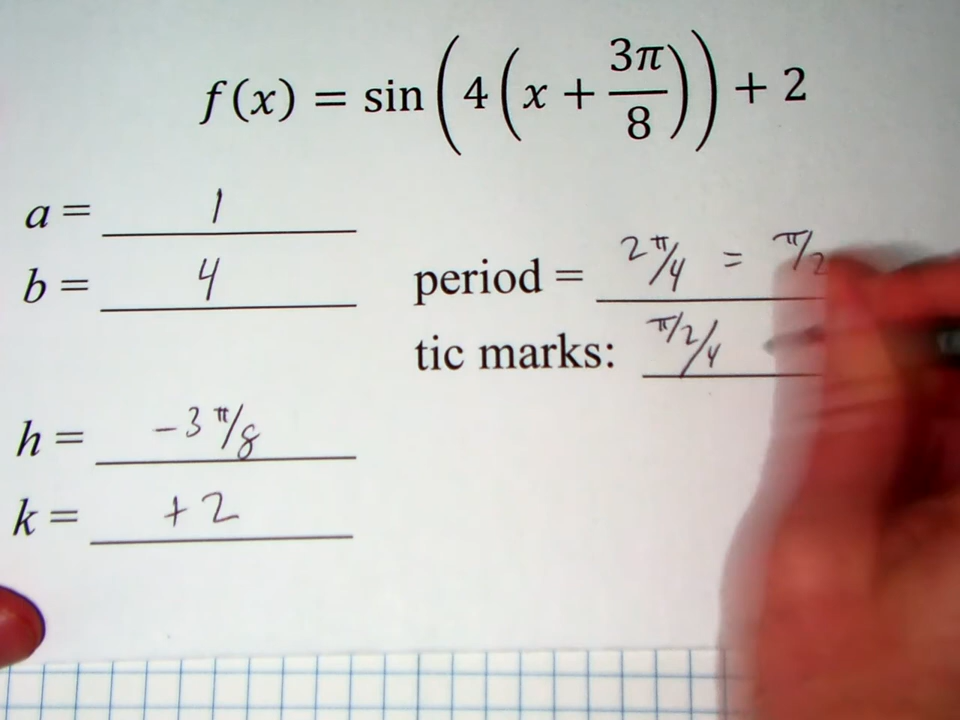 f(x) = sin(4(x + 3π/8)) + 2
a = 1
b = 4
period = 2π/4 = π/2
tic marks: π/2/4
h = -3π/8
k = +2